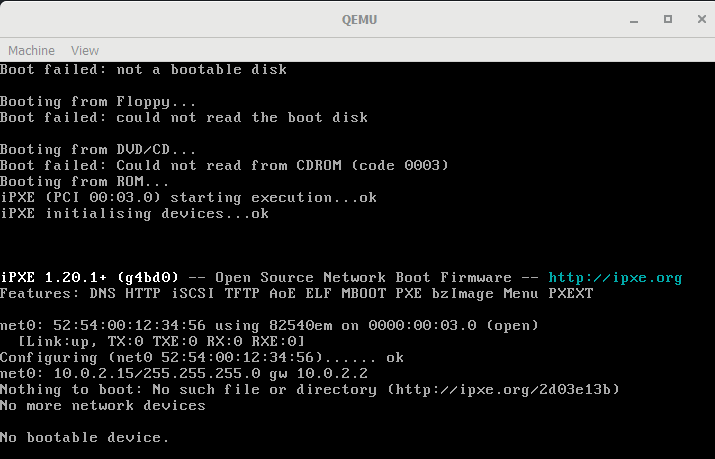 QEMU
Machine View
Boot failed: not a bootable disk
Booting from Floppy...
Boot failed: could not read the boot disk
Booting from DVD/CD...
Boot failed: Could not read from CDROM (code 0003)
Booting from ROM...
iPXE (PCI 00:03.0) starting execution...ok
iPXE initialising devices...ok
iPXE 1.20.1+ (g4bd0) -- Open Source Network Boot Firmware -- http://ipxe.org
Features: DNS HTTP iSCSI TFTP AoE ELF MBOOT PXE bzImage Menu PXEXT
net0: 52:54:00:12:34:56 using 82540em on 0000:00:03.0 (open)
[Link:up, TX:0 TXE:0 RX:0 RXE:0]
Configuring (net0 52:54:00:12:34:56)...... ok
net0: 10.0.2.15/255.255.255.0 gw 10.0.2.2
Nothing to boot: No such file or directory (http://ipxe.org/2d03e13b)
No more network devices
No bootable device.